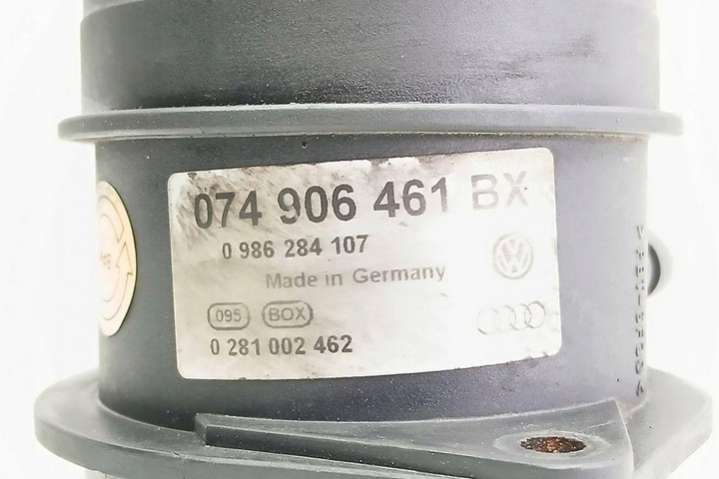 074 906 461 BX
0 986 284 107
Made in Germany
095 BOX
0 281 002 462